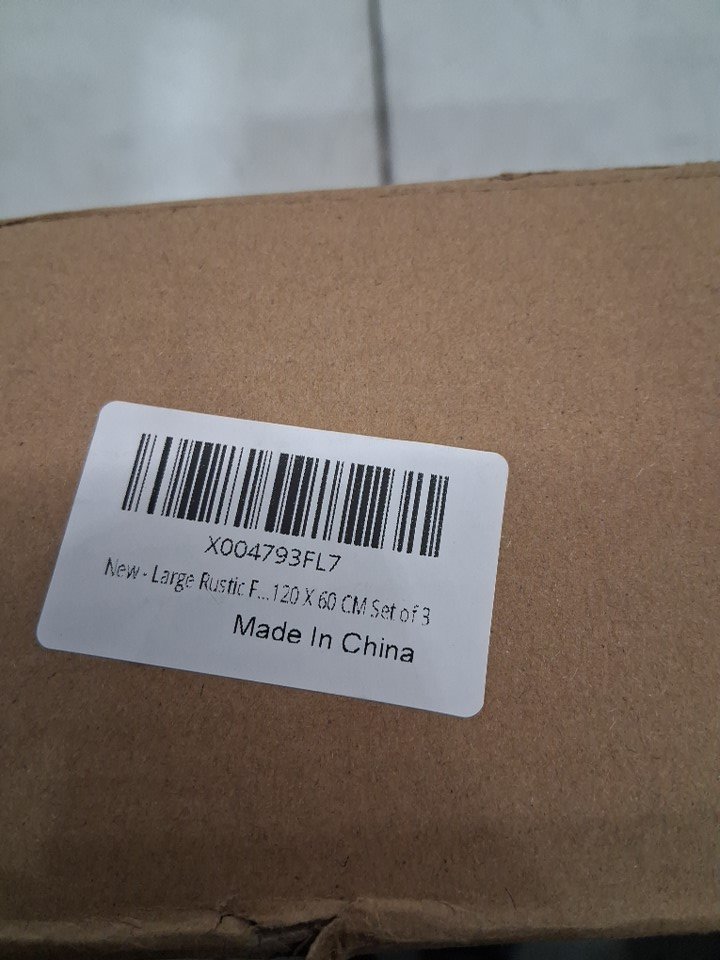 X004793FL7
New - Large Rustic F...120 X 60 CM Set of 3
Made In China